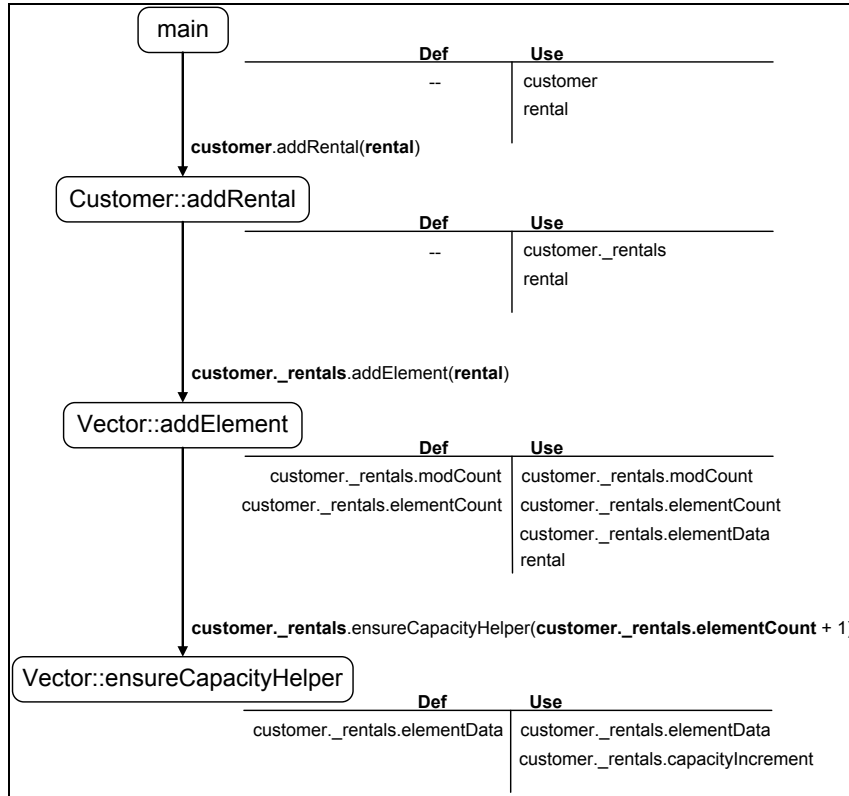 main
Def Use
-- customer
rental
customer.addRental(rental)
Customer::addRental
Def Use
-- customer._rentals
rental
customer._rentals.addElement(rental)
Vector::addElement
Def Use
customer._rentals.modCount customer._rentals.modCount
customer._rentals.elementCount customer._rentals.elementCount
customer._rentals.elementData
rental
customer._rentals.ensureCapacityHelper(customer._rentals.elementCount + 1)
Vector::ensureCapacityHelper
Def Use
customer._rentals.elementData customer._rentals.elementData
customer._rentals.capacityIncrement